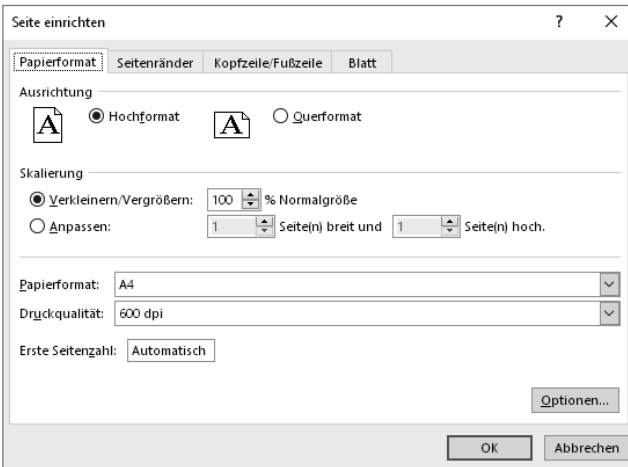 Seite einrichten ? ×
Papierformat Seitenränder Kopfzeile/Fußzeile Blatt
Ausrichtung
A Hochformat A Querformat
Skalierung
Verkleinern/Vergrößern: 100 % Normalgröße
Anpassen: 1 Seite(n) breit und 1 Seite(n) hoch.
Papierformat: A4
Druckqualität: 600 dpi
Erste Seitenzahl: Automatisch
Optionen...
OK Abbrechen